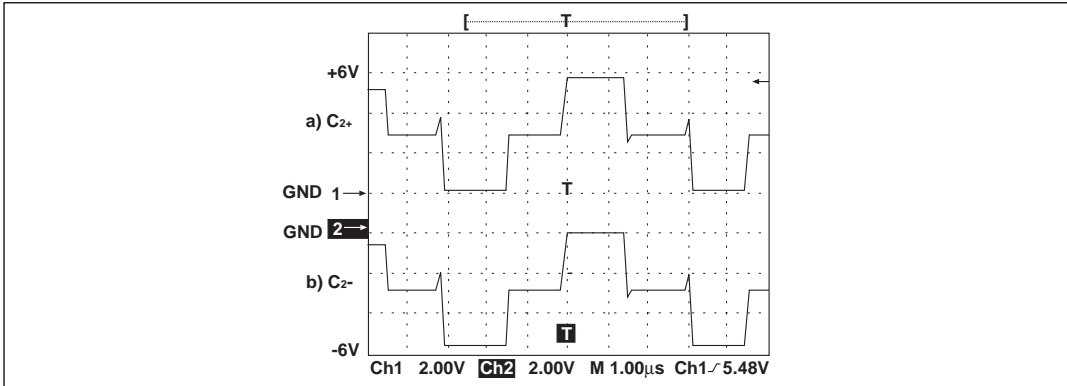 [ T ]
+6V
a) C2+
GND 1
T
GND 2
b) C2-
T
-6V
Ch1 2.00V Ch2 2.00V M 1.00µs Ch1 5.48V